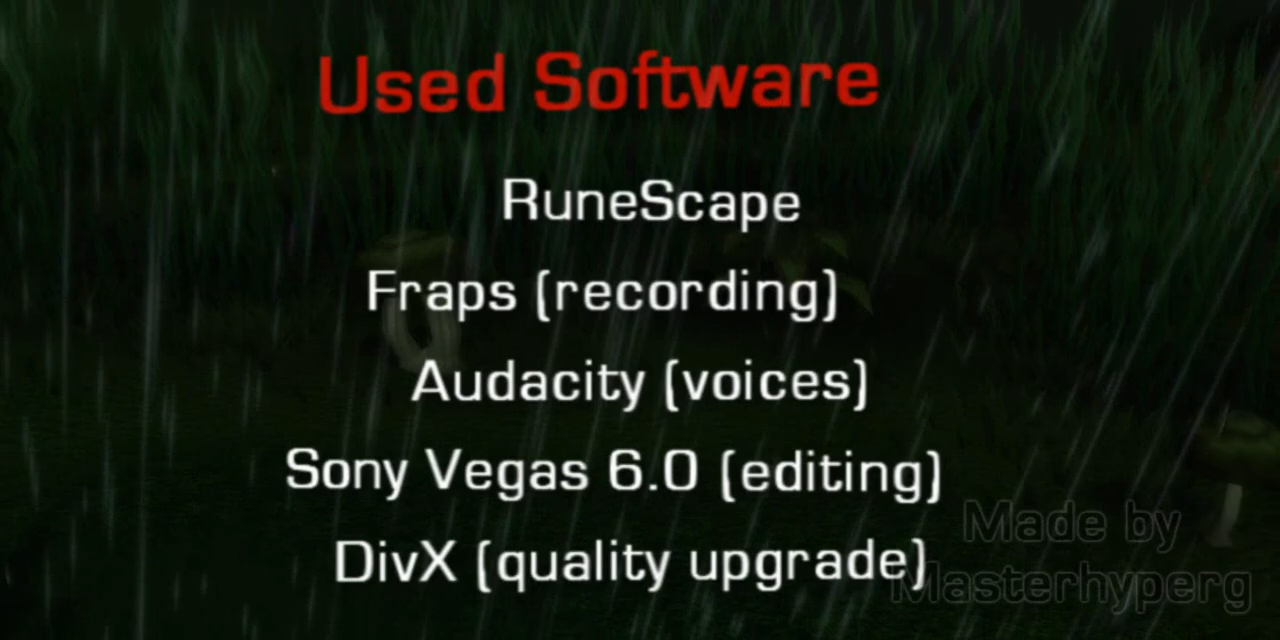 Used Software
RuneScape
Fraps (recording)
Audacity (voices)
Sony Vegas 6.0 (editing)
DivX (quality upgrade)
Made by
Masterhyperg